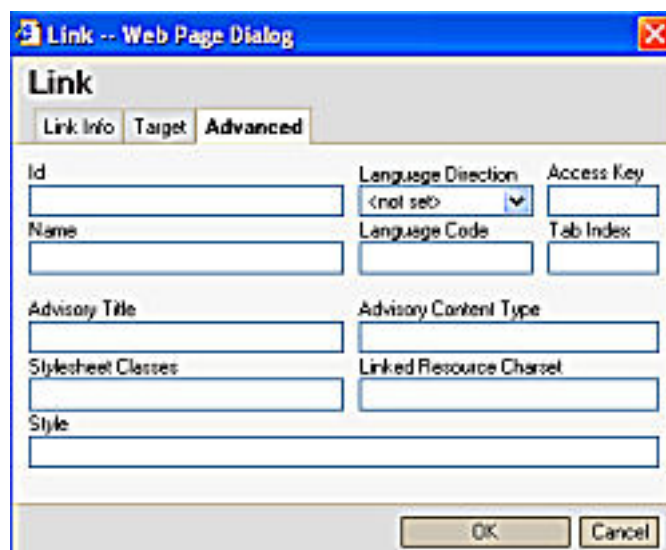 Link -- Web Page Dialog
Link
Link Info Target Advanced
Id Language Direction Access Key
<not set>
Name Language Code Tab Index
Advisory Title Advisory Content Type
Stylesheet Classes Linked Resource Charset
Style
OK Cancel